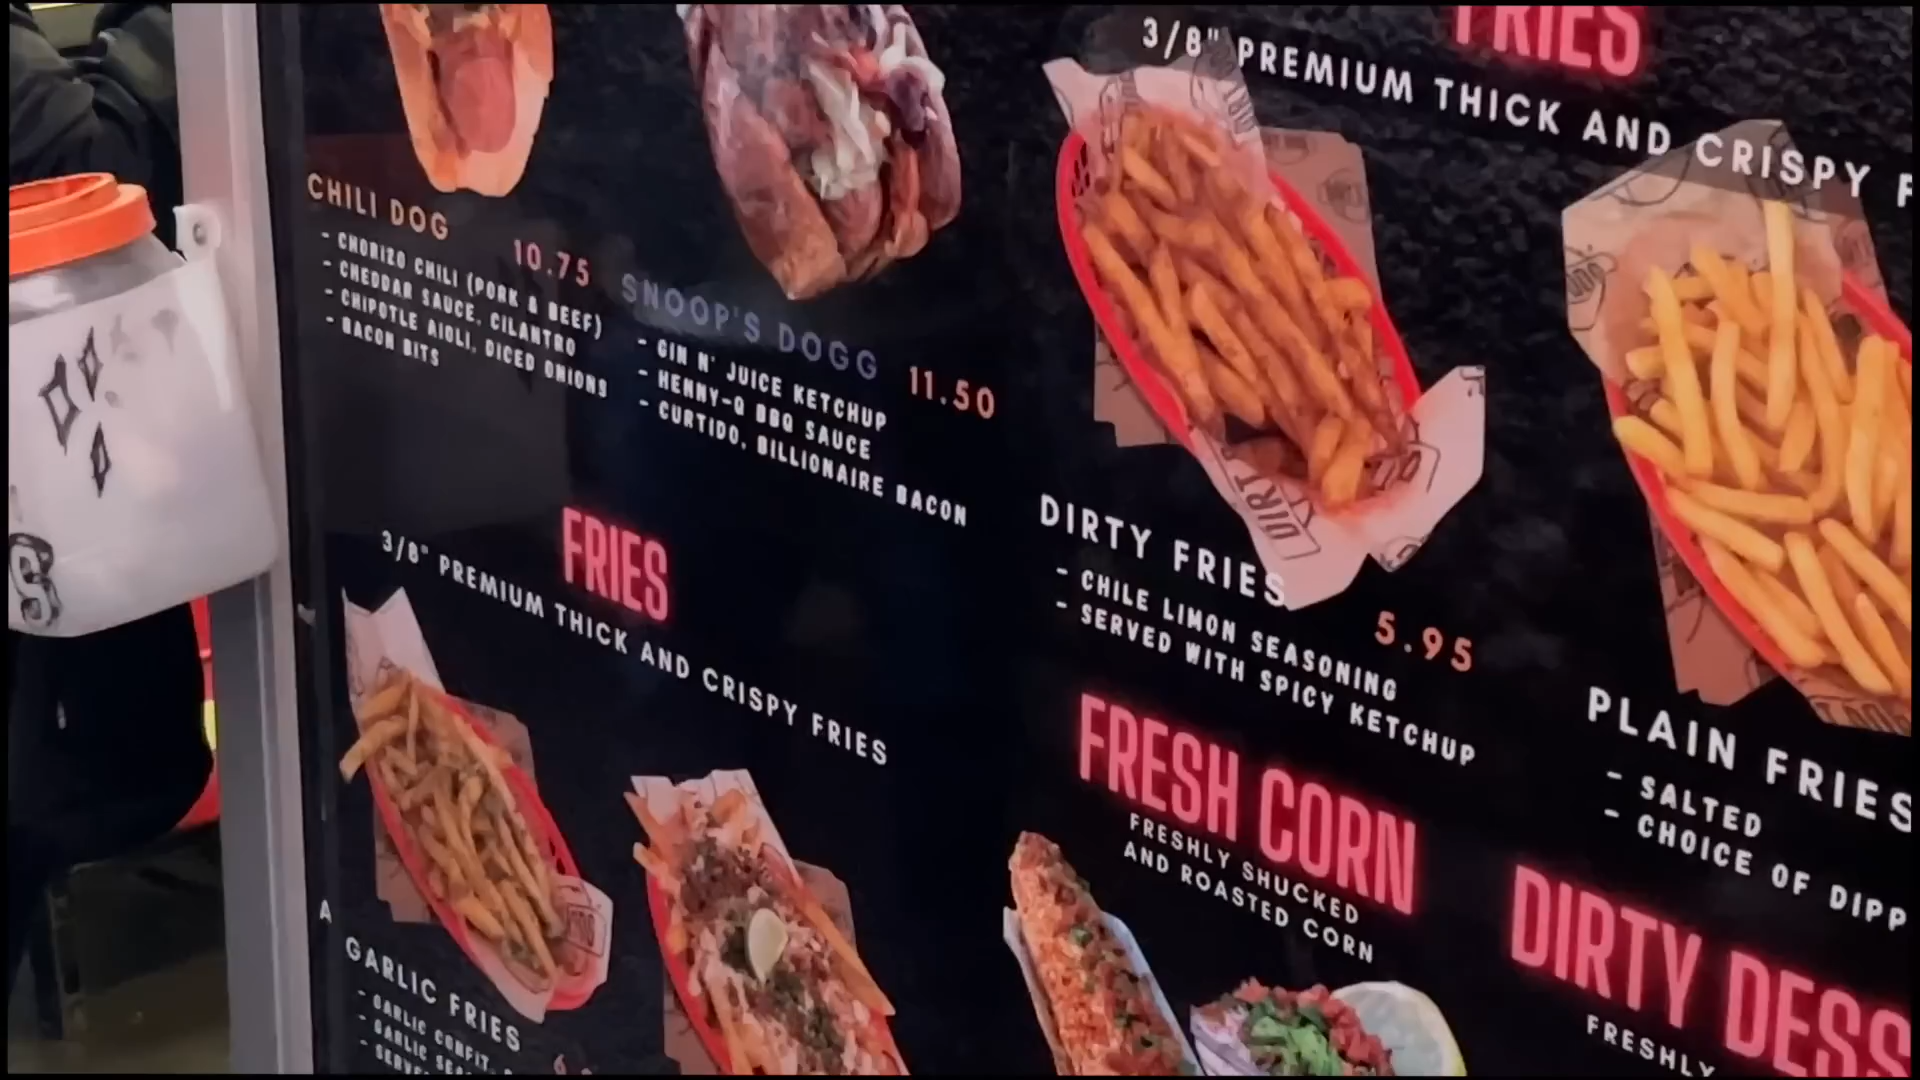 CHILI DOG
10.75
- CHORIZO CHILI (PORK & BEEF)
- CHEDDAR SAUCE, CILANTRO
- CHIPOTLE AIOLI, DICED ONIONS
- BACON BITS
SNOOP'S DOGG
11.50
- GIN N' JUICE KETCHUP
- HENNY-Q BBQ SAUCE
- CURTIDO, BILLIONAIRE BACON
FRIES
3/8" PREMIUM THICK AND CRISPY FRIES
A
GARLIC FRIES
- GARLIC CONFIT,
- GARLIC
FRIES
3/8" PREMIUM THICK AND CRISPY F
DIRT
DIRTY FRIES
5.95
- CHILE LIMON SEASONING
- SERVED WITH SPICY KETCHUP
PLAIN FRIES
- SALTED
- CHOICE OF DIPP
FRESH CORN
FRESHLY SHUCKED
AND ROASTED CORN
DIRTY DESS
FRESHLY